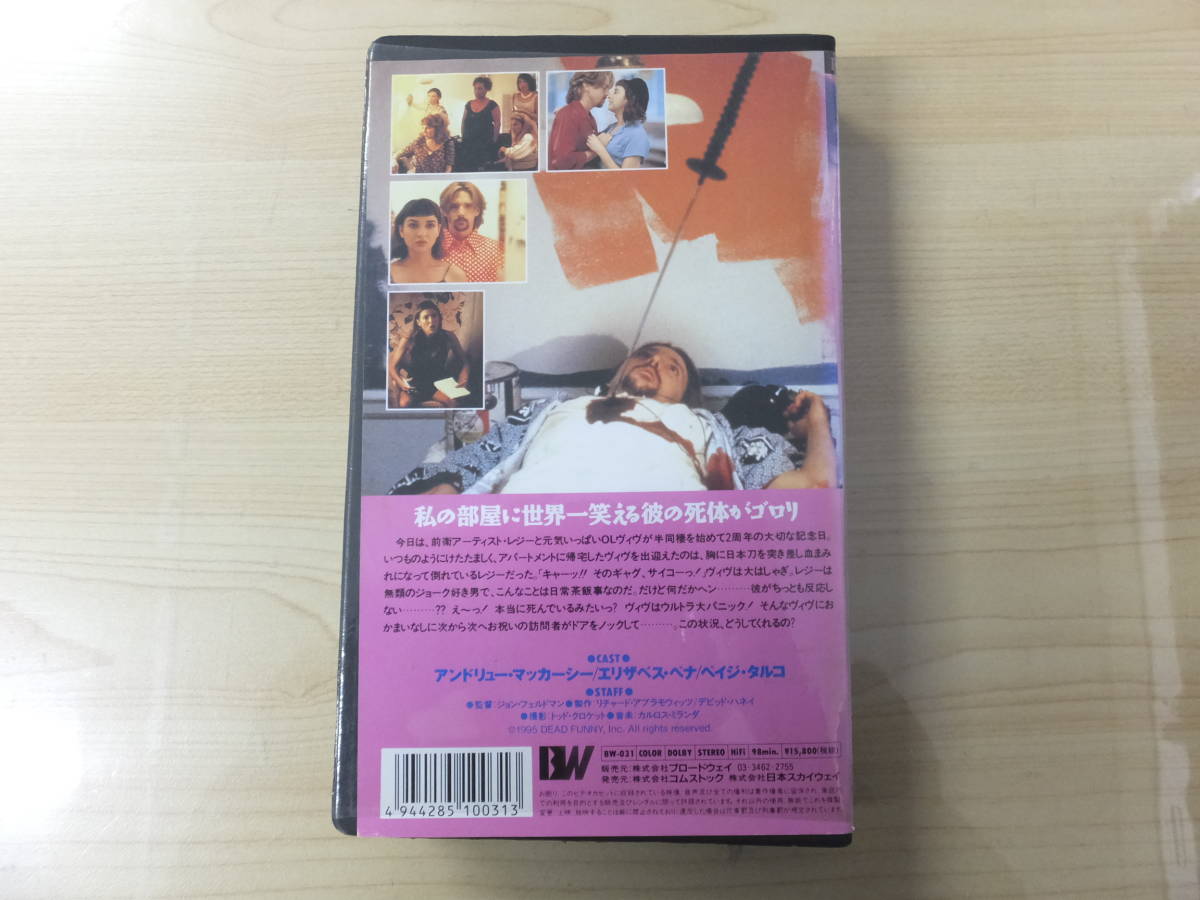 私の部屋に世界一笑える彼の死体がゴロリ
今日は、前衛アーティスト・レジーと元気いっぱいOLヴィヴが半同棲を始めて2周年の大切な記念日。
いつものようにけたたましく、アパートメントに帰宅したヴィヴを出迎えたのは、胸に日本刀を突き差し血まみ
れになって倒れているレジーだった。「キャーッ!! そのギャグ、サイコーっ!」ヴィヴは大はしゃぎ。レジーは
無類のジョーク好き男で、こんなことは日常茶飯事なのだ。だけど何だかヘン………彼がちっとも反応し
ない………?? え〜っ! 本当に死んでいるみたいっ? ヴィヴはウルトラ大パニック! そんなヴィヴにお
かまいなしに次から次へお祝いの訪問者がドアをノックして………。この状況、どうしてくれるの?
●CAST●
アンドリュー・マッカーシー/エリザベス・ペナ/ペイジ・タルコ
●STAFF●
●監督:ジョン・フェルドマン●製作:リチャード・アブラモウィッツ/デビッド・ハネイ
●撮影:トッド・クロケット●音楽:カルロス・ミランダ
©1995 DEAD FUNNY, Inc. All rights reserved.
BW
BW-031 COLOR DOLBY STEREO HiFi 98min. ¥15,800(税抜)
販売元:株式会社ブロードウェイ 03-3462-2755
発売元:株式会社コムストック 株式会社日本スカイウェイ
4 944285 100313